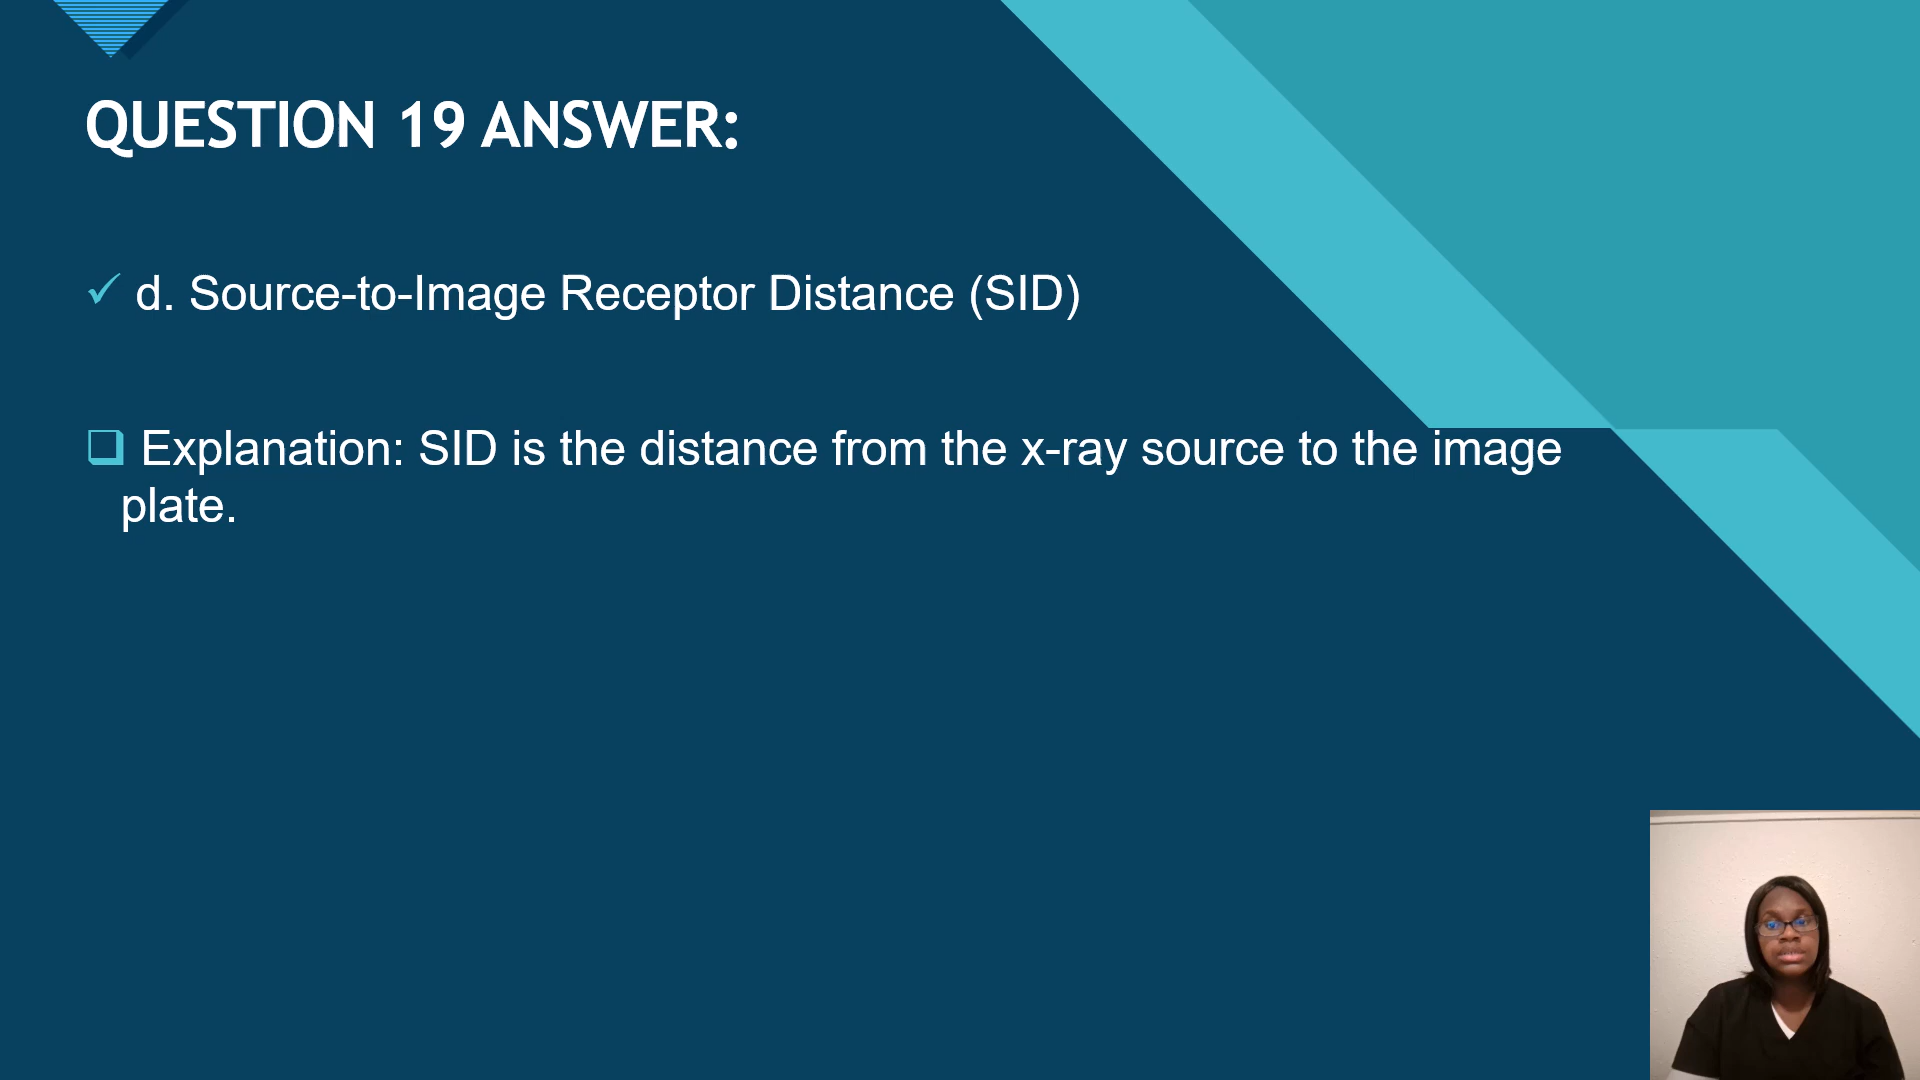 QUESTION 19 ANSWER:
✓ d. Source-to-Image Receptor Distance (SID)
❑ Explanation: SID is the distance from the x-ray source to the image
plate.